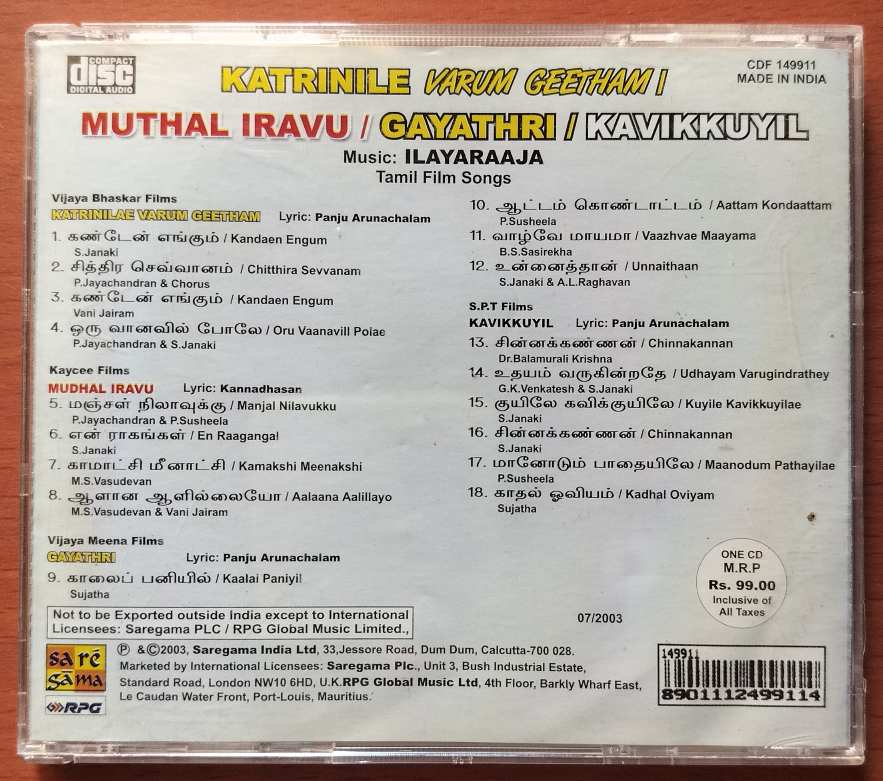 COMPACT
disc
DIGITAL AUDIO
KATRINILE VARUM GEETHAM /
CDF 149911
MADE IN INDIA
MUTHAL IRAVU / GAYATHRI / KAVIKKUYIL
Music: ILAYARAAJA
Tamil Film Songs
Vijaya Bhaskar Films
KATRINILAE VARUM GEETHAM Lyric: Panju Arunachalam
1. கண்டேன் எங்கும் / Kandaen Engum
S.Janaki
2. சித்திர செவ்வானம் / Chitthira Sevvanam
P.Jayachandran & Chorus
3. கண்டேன் எங்கும் / Kandaen Engum
Vani Jairam
4. ஒரு வானவில் போலே / Oru Vaanavill Poiae
P.Jayachandran & S.Janaki
Kaycee Films
MUDHAL IRAVU Lyric: Kannadhasan
5. மஞ்சள் நிலாவுக்கு / Manjal Nilavukku
P.Jayachandran & P.Susheela
6. என் ராகங்கள் / En Raagangal
S.Janaki
7. காமாட்சி மீனாட்சி / Kamakshi Meenakshi
M.S.Vasudevan
8. ஆளான ஆளில்லையோ / Aalaana Aalillayo
M.S.Vasudevan & Vani Jairam
Vijaya Meena Films
GAYATHRI Lyric: Panju Arunachalam
9. காலைப் பனியில் / Kaalai Paniyil
Sujatha
10. ஆட்டம் கொண்டாட்டம் / Aattam Kondaattam
P.Susheela
11. வாழ்வே மாயமா / Vaazhvae Maayama
B.S.Sasirekha
12. உன்னைத்தான் / Unnaithaan
S.Janaki & A.L.Raghavan
S.P.T Films
KAVIKKUYIL Lyric: Panju Arunachalam
13. சின்னக்கண்ணன் / Chinnakannan
Dr.Balamurali Krishna
14. உதயம் வருகின்றதே / Udhayam Varugindrathey
G.K.Venkatesh & S.Janaki
15. குயிலே கவிக்குயிலே / Kuyile Kavikkuyilae
S.Janaki
16. சின்னக்கண்ணன் / Chinnakannan
S.Janaki
17. மானோடும் பாதையிலே / Maanodum Pathayilae
P.Susheela
18. காதல் ஓவியம் / Kadhal Oviyam
Sujatha
ONE CD
M.R.P
Rs. 99.00
Inclusive of
All Taxes
Not to be Exported outside India except to International
Licensees: Saregama PLC / RPG Global Music Limited.,
07/2003
sa rē
gāma
RPG
℗ &©2003, Saregama India Ltd, 33,Jessore Road, Dum Dum, Calcutta-700 028.
Marketed by International Licensees: Saregama Plc., Unit 3, Bush Industrial Estate,
Standard Road, London NW10 6HD, U.K.RPG Global Music Ltd, 4th Floor, Barkly Wharf East,
Le Caudan Water Front, Port-Louis, Mauritius.
149911
8901112499114